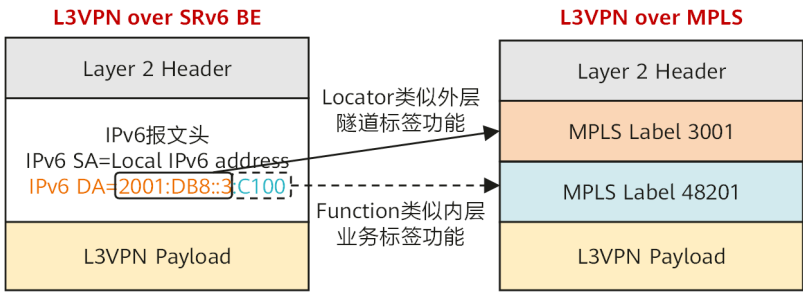 L3VPN over SRv6 BE
Layer 2 Header
IPv6报文头
IPv6 SA=Local IPv6 address
IPv6 DA=2001:DB8::3:C100
L3VPN Payload
Locator类似外层
隧道标签功能
Function类似内层
业务标签功能
L3VPN over MPLS
Layer 2 Header
MPLS Label 3001
MPLS Label 48201
L3VPN Payload